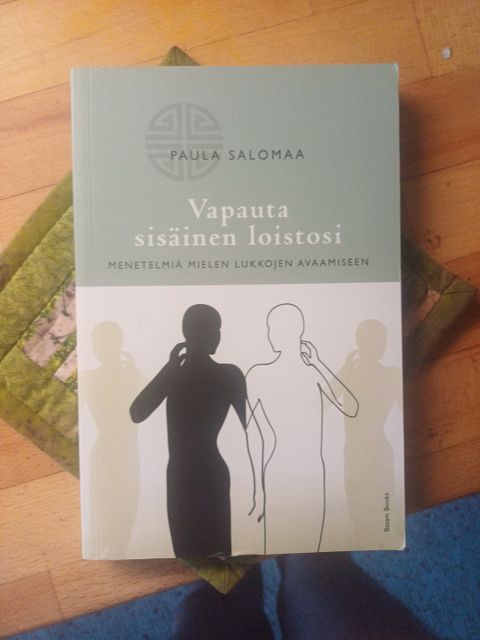 PAULA SALOMAA
Vapauta
sisäinen loistosi
MENETELMIÄ MIELEN LUKKOJEN AVAAMISEEN
Basam Books